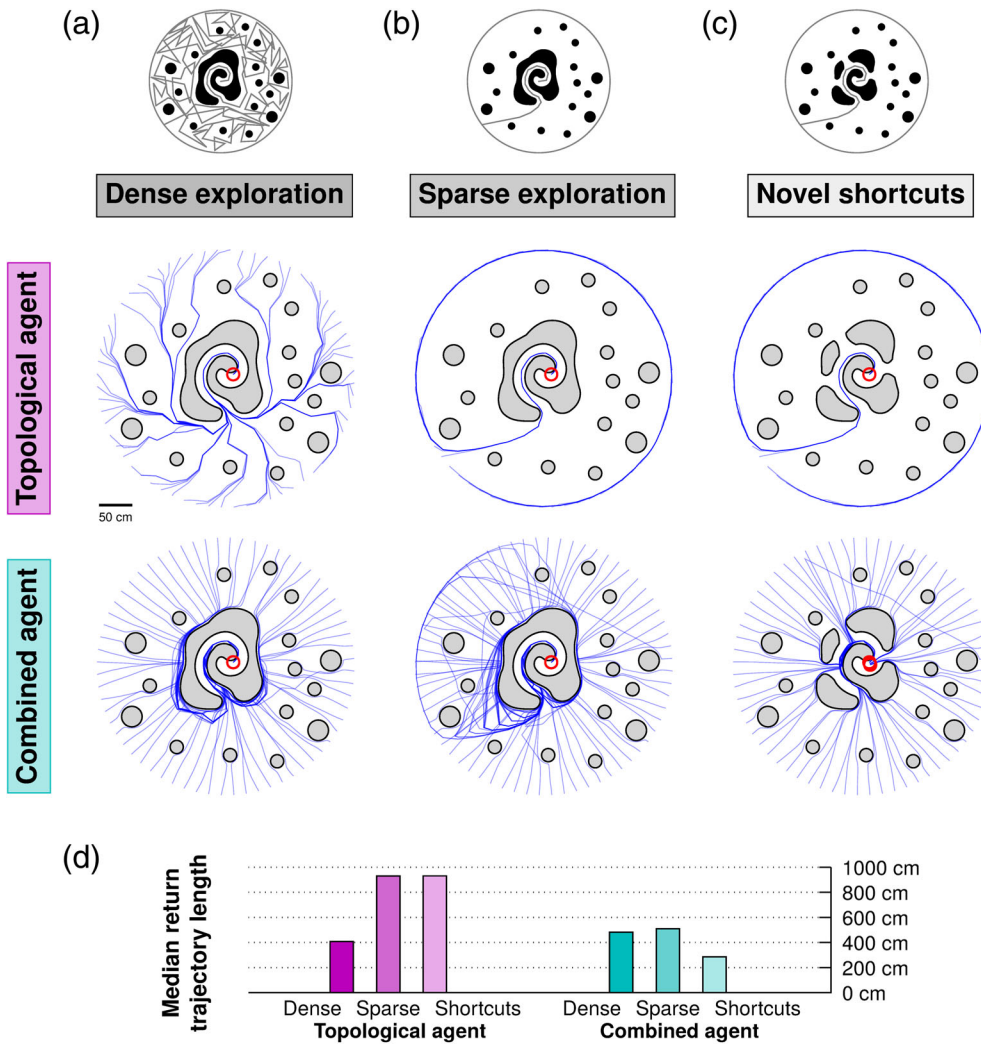 (a)
(b)
(c)
Dense exploration
Sparse exploration
Novel shortcuts
Topological agent
50 cm
Combined agent
(d)
Median return
trajectory length
1000 cm
800 cm
600 cm
400 cm
200 cm
0 cm
Dense
Sparse
Shortcuts
Dense
Sparse
Shortcuts
Topological agent
Combined agent